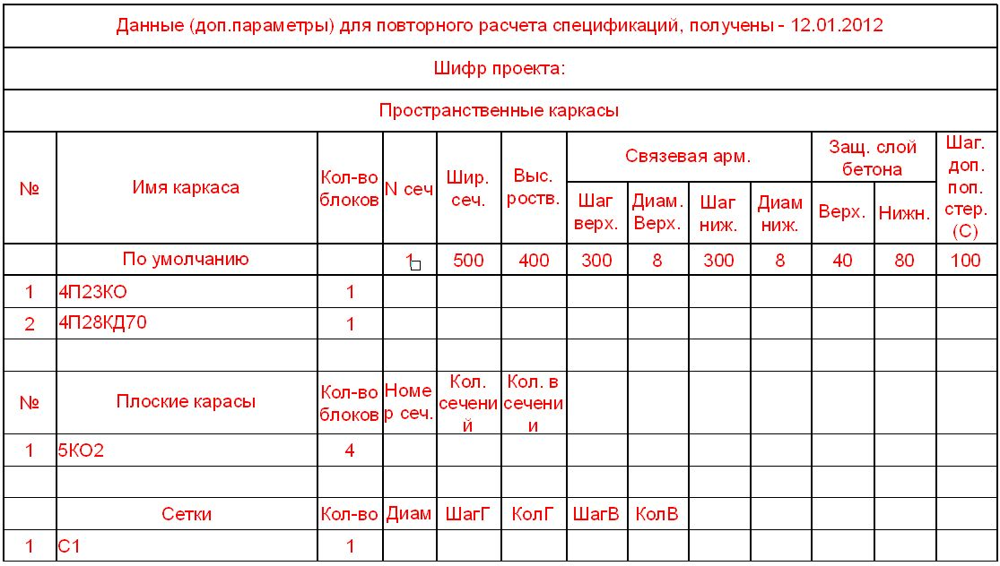 Данные (доп.параметры) для повторного расчета спецификаций, получены - 12.01.2012
Шифр проекта:
Пространственные каркасы
№ Имя каркаса Кол-во блоков N сеч Шир. сеч. Выс. роств. Связевая арм. Защ. слой бетона Шаг. доп. поп. стер. (С)
Шаг верх. Диам. Верх. Шаг ниж. Диам ниж. Верх. Нижн.
По умолчанию 1 500 400 300 8 300 8 40 80 100
1 4П23КО 1
2 4П28КД70 1
№ Плоские карасы Кол-во блоков Номе р сеч. Кол. сечени й Кол. в сечени и
1 5КО2 4
Сетки Кол-во Диам ШагГ КолГ ШагВ КолВ
1 С1 1